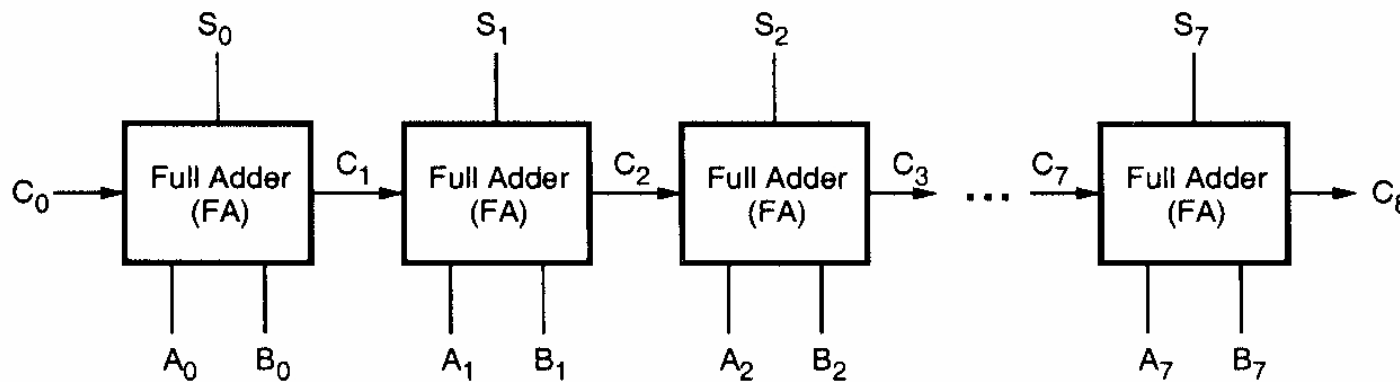 S₀ S₁ S₂ S₇
C₀ Full Adder (FA) C₁ Full Adder (FA) C₂ Full Adder (FA) C₃ ... C₇ Full Adder (FA) C₈
A₀ B₀ A₁ B₁ A₂ B₂ A₇ B₇